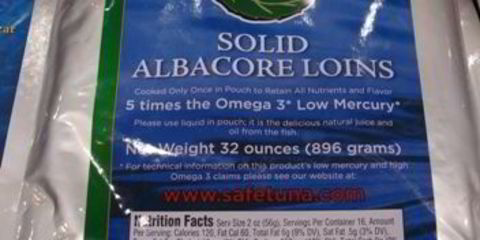 SOLID
ALBACORE LOINS
Cooked Only Once in Pouch to Retain All Nutrients and Flavor
5 times the Omega 3* Low Mercury*
Please use liquid in pouch; it is the delicious natural juice and
oil from the fish.
Net Weight 32 ounces (896 grams)
* For technical information on this product's low mercury and high
Omega 3 claims please see our website at:
www.safetuna.com
Nutrition Facts Serv Size 2 oz (56g), Servings Per Container 16, Amount
Per Serving: Calories 120, Fat Cal 60, Total Fat 6g (9% DV), Sat Fat .5g (3% DV),